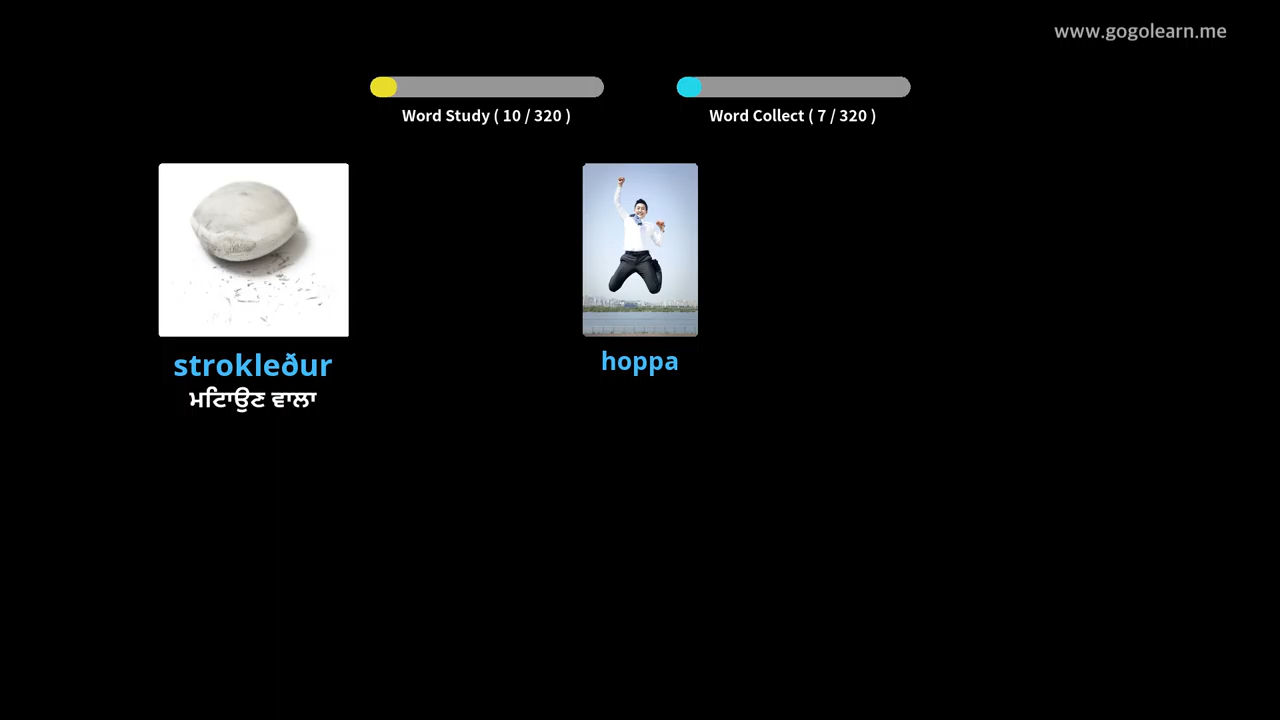 www.gogolearn.me
Word Study ( 10 / 320 )
Word Collect ( 7 / 320 )
strokleður
ਮਟਿਾਉਣ ਵਾਲਾ
hoppa